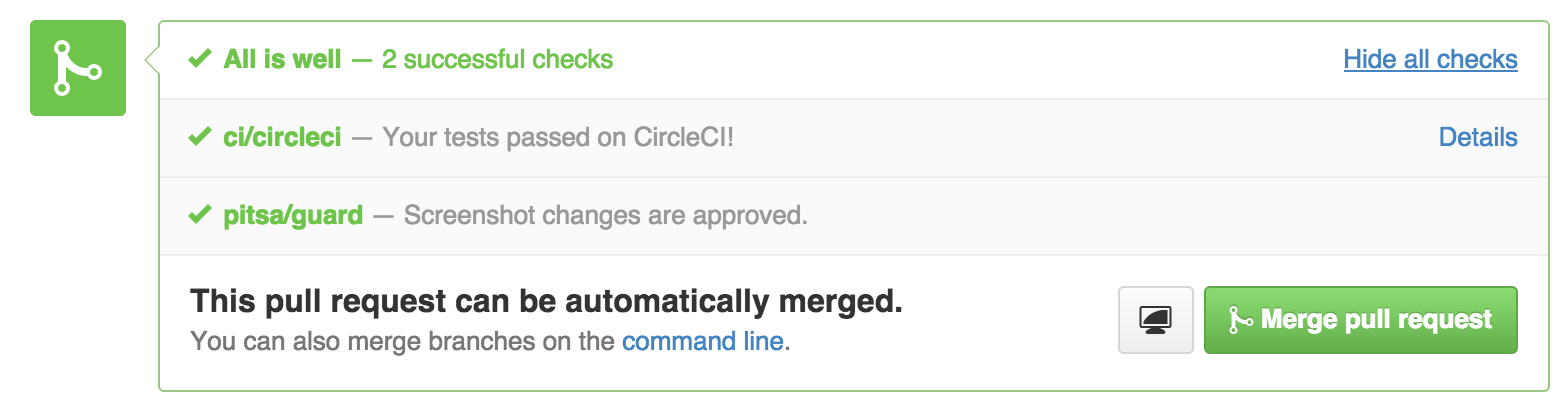 All is well — 2 successful checks Hide all checks
ci/circleci — Your tests passed on CircleCI! Details
pitsa/guard — Screenshot changes are approved.
This pull request can be automatically merged.
You can also merge branches on the command line.
Merge pull request